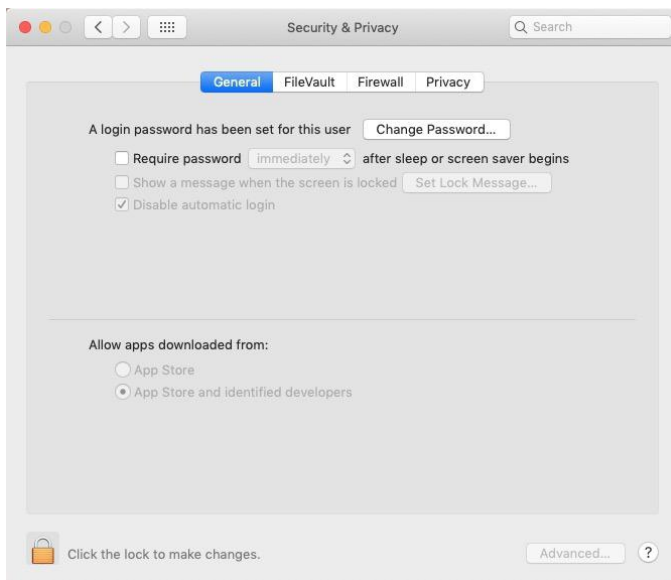 Security & Privacy
Search
General FileVault Firewall Privacy
A login password has been set for this user Change Password...
Require password immediately after sleep or screen saver begins
Show a message when the screen is locked Set Lock Message...
Disable automatic login
Allow apps downloaded from:
App Store
App Store and identified developers
Click the lock to make changes.
Advanced... ?